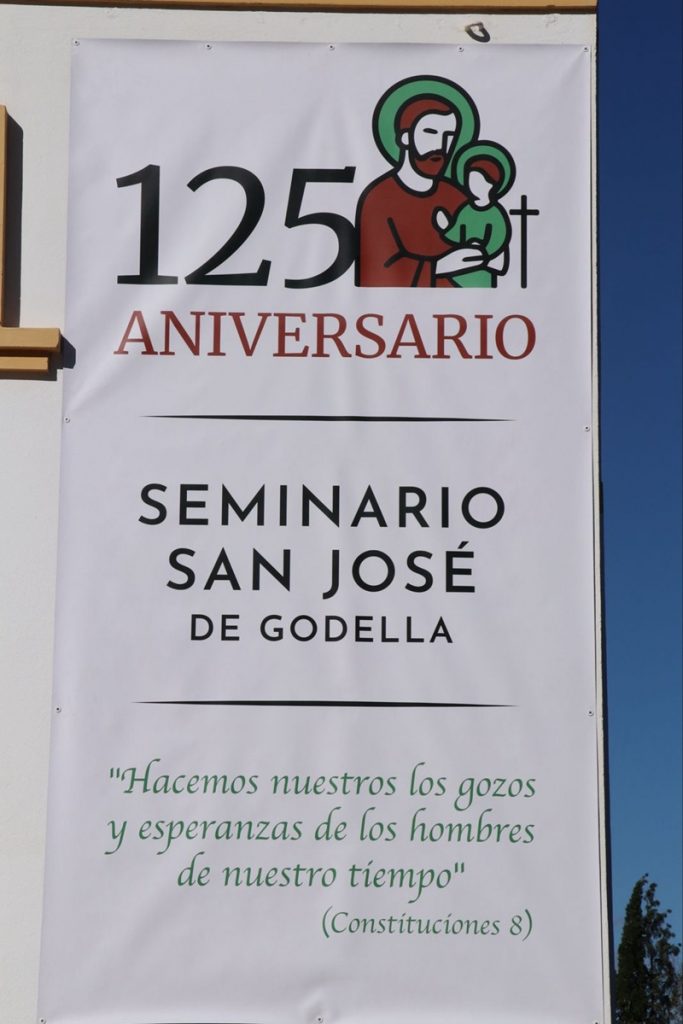 125
ANIVERSARIO
SEMINARIO
SAN JOSÉ
DE GODELLA
"Hacemos nuestros los gozos
y esperanzas de los hombres
de nuestro tiempo"
(Constituciones 8)